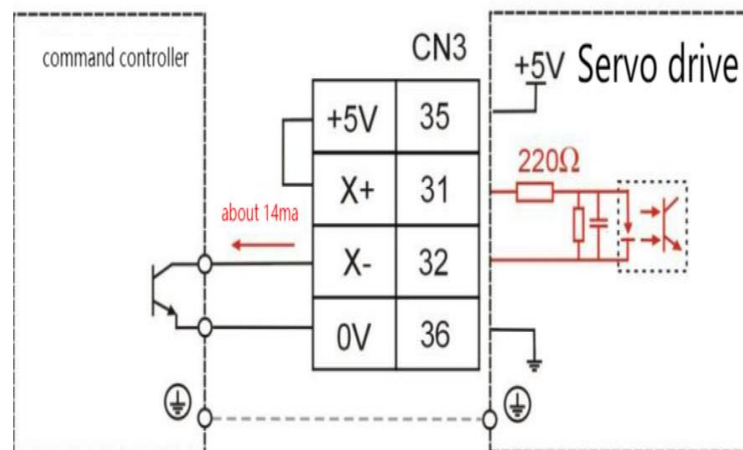 command controller
CN3
+5V
Servo drive
+5V 35
220Ω
X+ 31
about 14ma
X- 32
0V 36